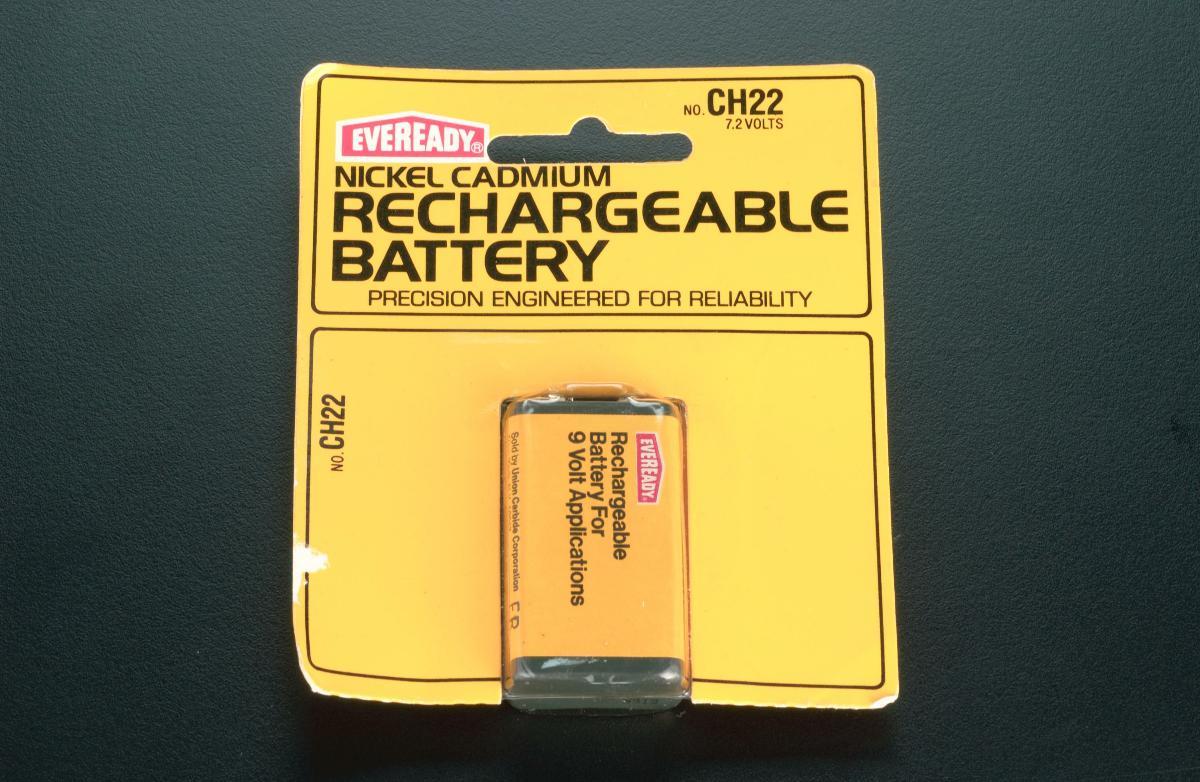 NO. CH22
7.2 VOLTS
EVEREADY®
NICKEL CADMIUM
RECHARGEABLE
BATTERY
PRECISION ENGINEERED FOR RELIABILITY
NO. CH22
EVEREADY®
Rechargeable
Battery For
9 Volt Applications
Sold by Union Carbide Corporation